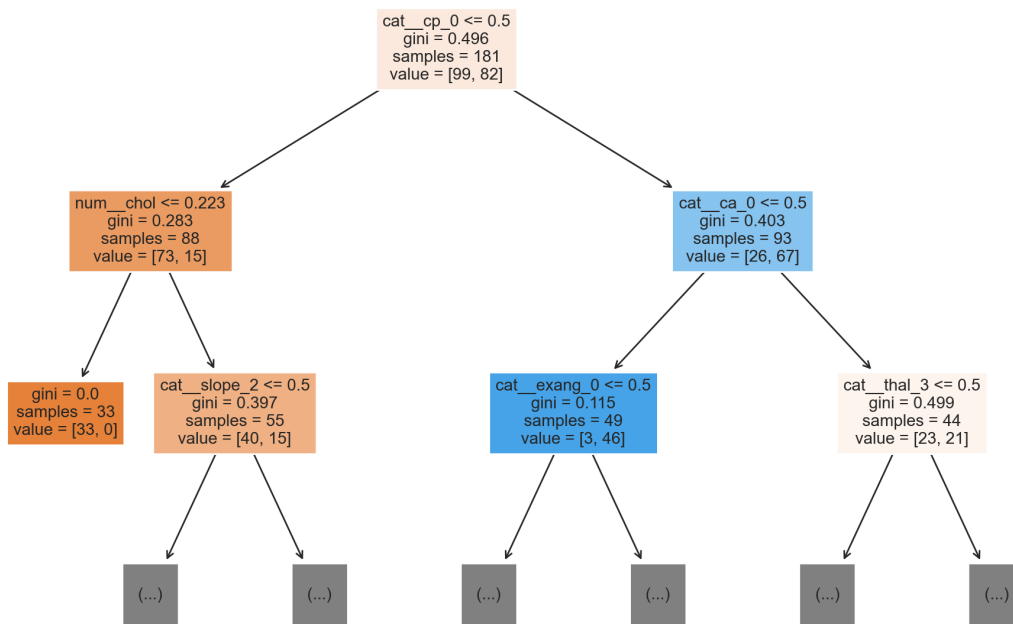 cat__cp_0 <= 0.5
gini = 0.496
samples = 181
value = [99, 82]
num__chol <= 0.223
gini = 0.283
samples = 88
value = [73, 15]
cat__ca_0 <= 0.5
gini = 0.403
samples = 93
value = [26, 67]
gini = 0.0
samples = 33
value = [33, 0]
cat__slope_2 <= 0.5
gini = 0.397
samples = 55
value = [40, 15]
cat__exang_0 <= 0.5
gini = 0.115
samples = 49
value = [3, 46]
cat__thal_3 <= 0.5
gini = 0.499
samples = 44
value = [23, 21]
(...)
(...)
(...)
(...)
(...)
(...)